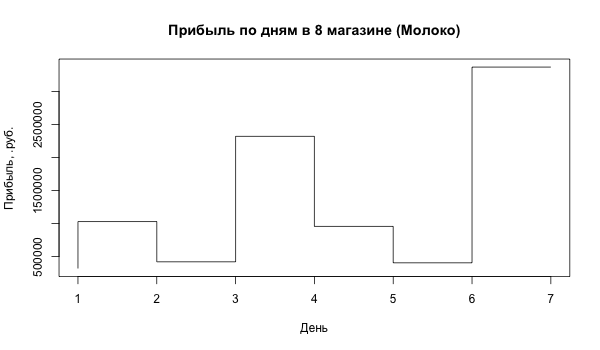 Прибыль по дням в 8 магазине (Молоко)
Прибыль, .руб.
2500000
1500000
500000
1 2 3 4 5 6 7
День